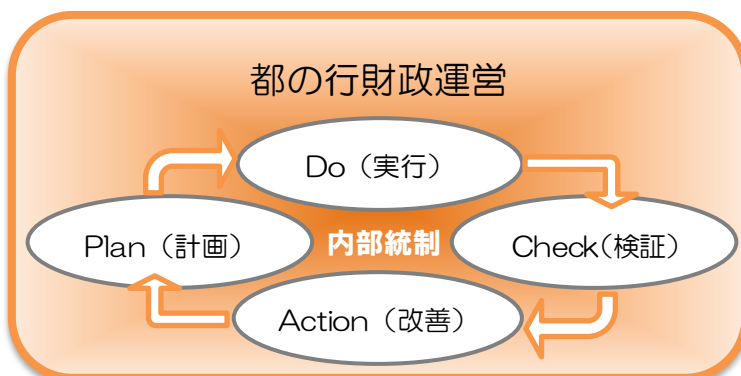 都の行財政運営
Do（実行）
Plan（計画）
内部統制
Check(検証)
Action（改善）